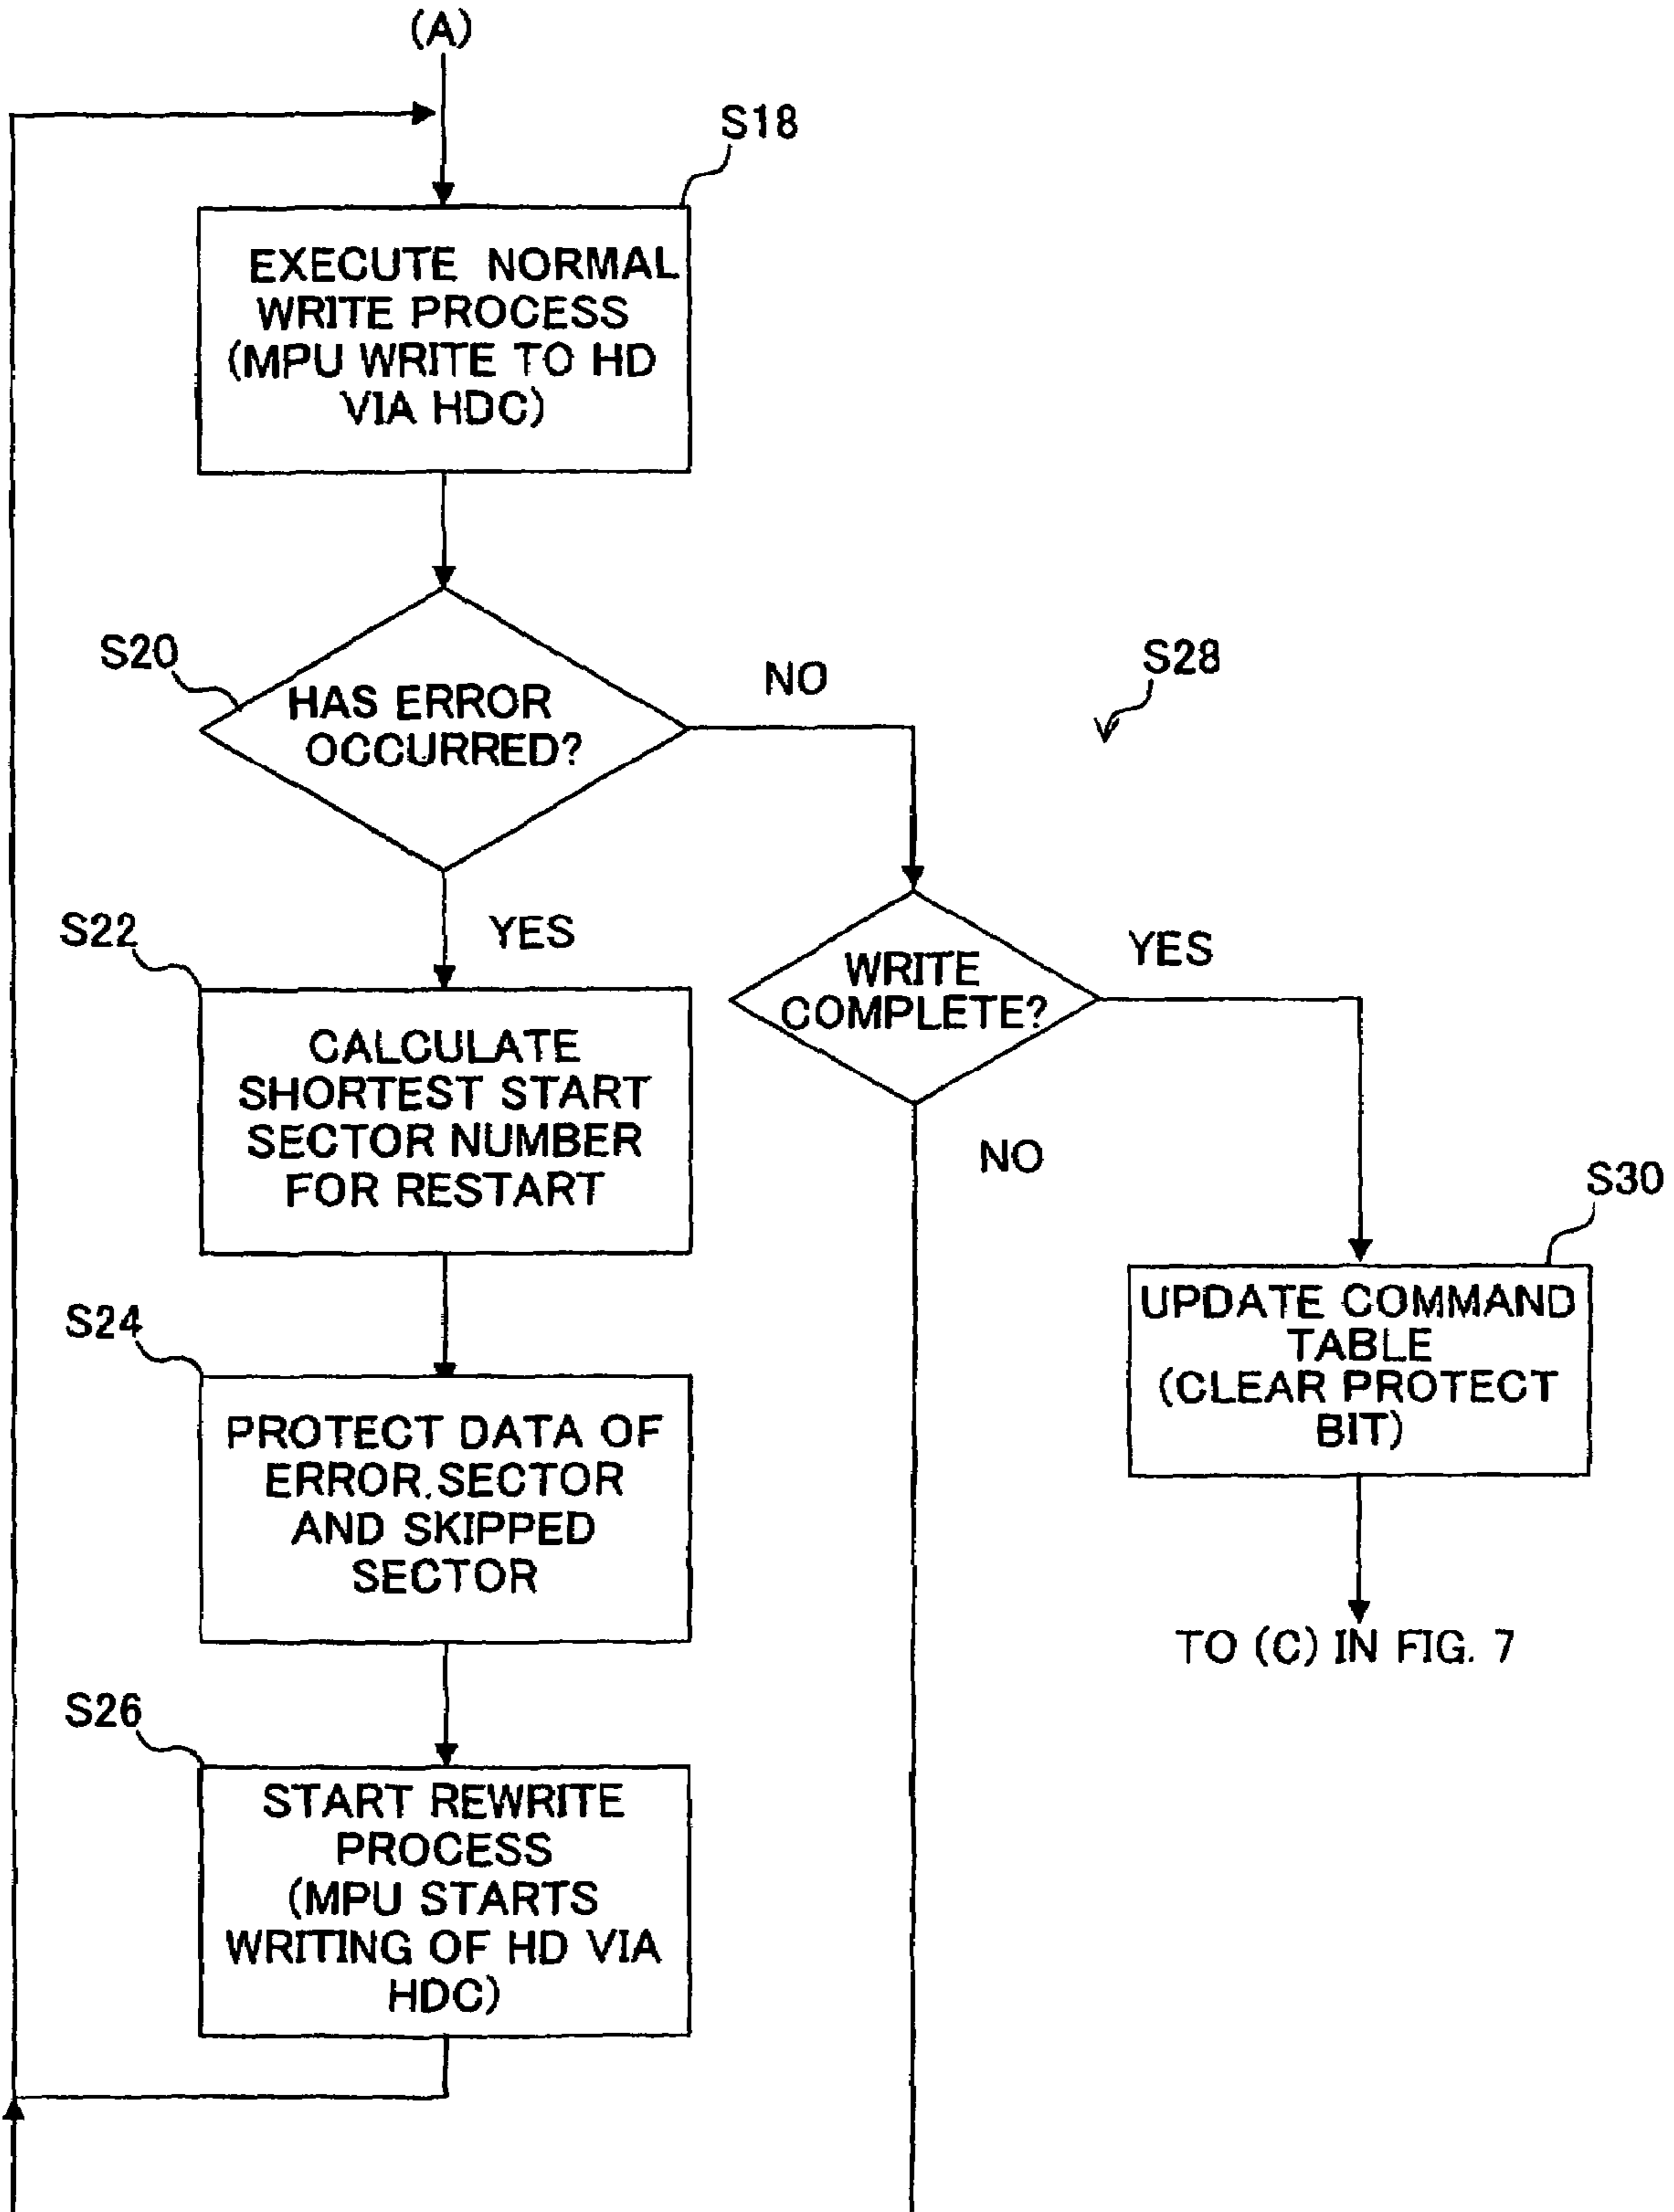 (A)
S18
EXECUTE NORMAL
WRITE PROCESS
(MPU WRITE TO HD
VIA HDC)
S20
HAS ERROR
OCCURRED?
NO
S28
YES
S22
CALCULATE
SHORTEST START
SECTOR NUMBER
FOR RESTART
WRITE
COMPLETE?
YES
NO
S24
PROTECT DATA OF
ERROR.SECTOR
AND SKIPPED
SECTOR
S30
UPDATE COMMAND
TABLE
(CLEAR PROTECT
BIT)
TO (C) IN FIG. 7
S26
START REWRITE
PROCESS
(MPU STARTS
WRITING OF HD VIA
HDC)